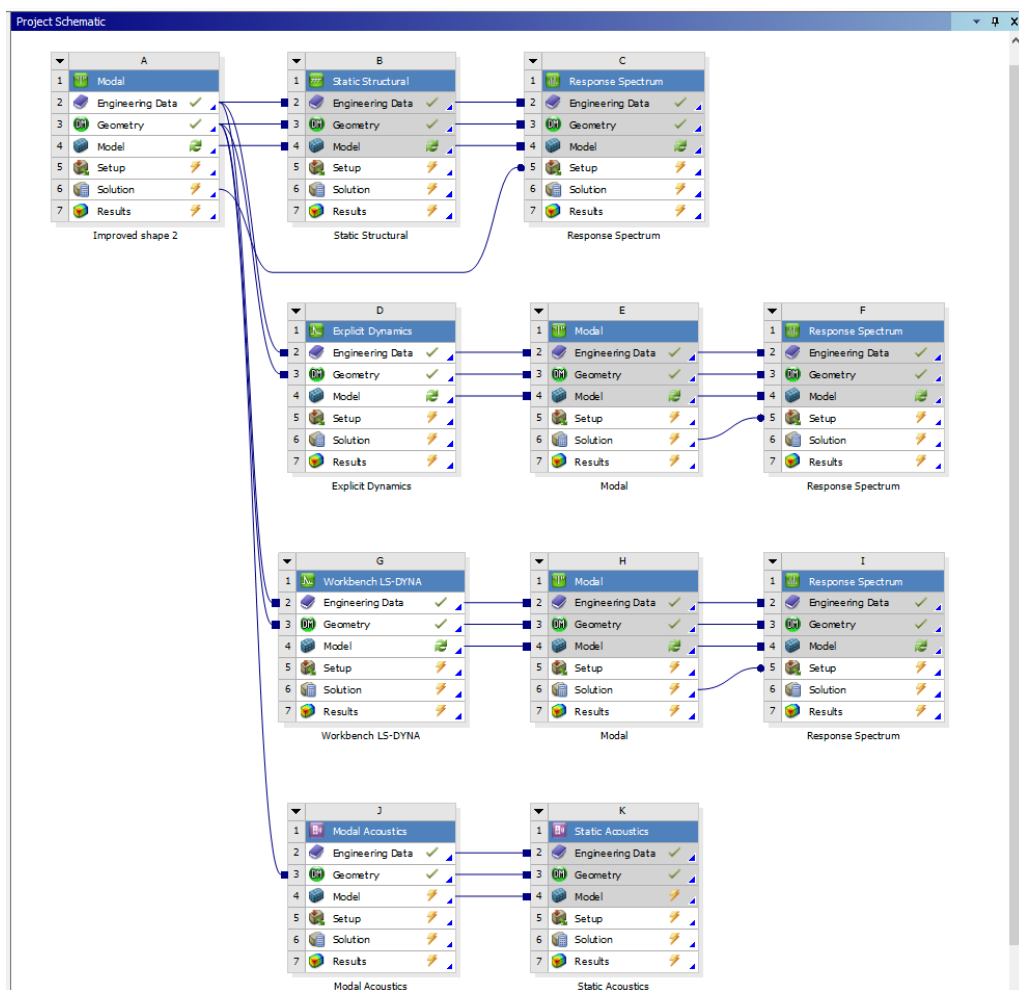 Project Schematic
A
1 Modal
2 Engineering Data
3 Geometry
4 Model
5 Setup
6 Solution
7 Results
Improved shape 2
B
1 Static Structural
2 Engineering Data
3 Geometry
4 Model
5 Setup
6 Solution
7 Results
Static Structural
C
1 Response Spectrum
2 Engineering Data
3 Geometry
4 Model
5 Setup
6 Solution
7 Results
Response Spectrum
D
1 Explicit Dynamics
2 Engineering Data
3 Geometry
4 Model
5 Setup
6 Solution
7 Results
Explicit Dynamics
E
1 Modal
2 Engineering Data
3 Geometry
4 Model
5 Setup
6 Solution
7 Results
Modal
F
1 Response Spectrum
2 Engineering Data
3 Geometry
4 Model
5 Setup
6 Solution
7 Results
Response Spectrum
G
1 Workbench LS-DYNA
2 Engineering Data
3 Geometry
4 Model
5 Setup
6 Solution
7 Results
Workbench LS-DYNA
H
1 Modal
2 Engineering Data
3 Geometry
4 Model
5 Setup
6 Solution
7 Results
Modal
I
1 Response Spectrum
2 Engineering Data
3 Geometry
4 Model
5 Setup
6 Solution
7 Results
Response Spectrum
J
1 Modal Acoustics
2 Engineering Data
3 Geometry
4 Model
5 Setup
6 Solution
7 Results
Modal Acoustics
K
1 Static Acoustics
2 Engineering Data
3 Geometry
4 Model
5 Setup
6 Solution
7 Results
Static Acoustics